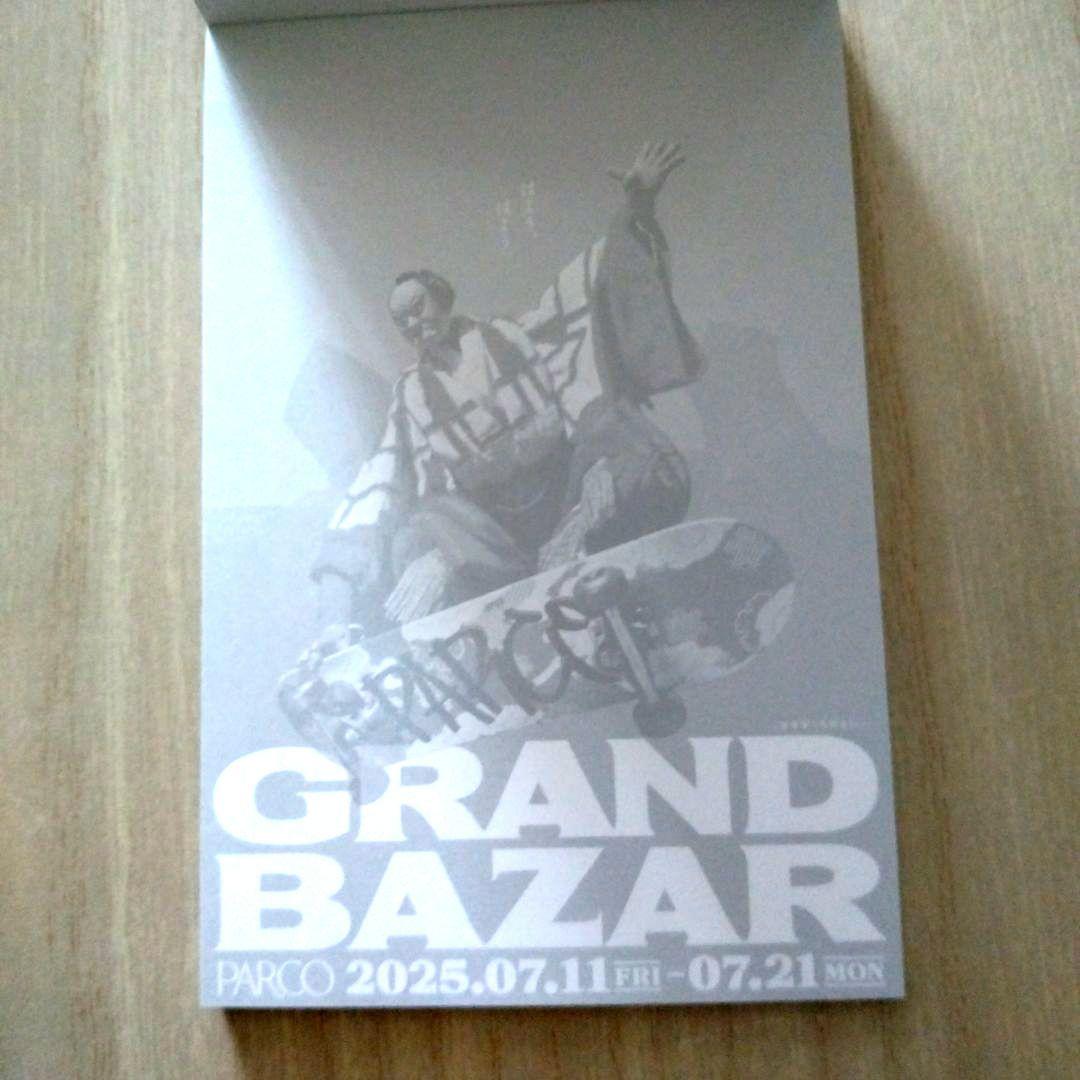 PARCO
GRAND
BAZAR
PARCO 2025.07.11 FRI -07.21 MON